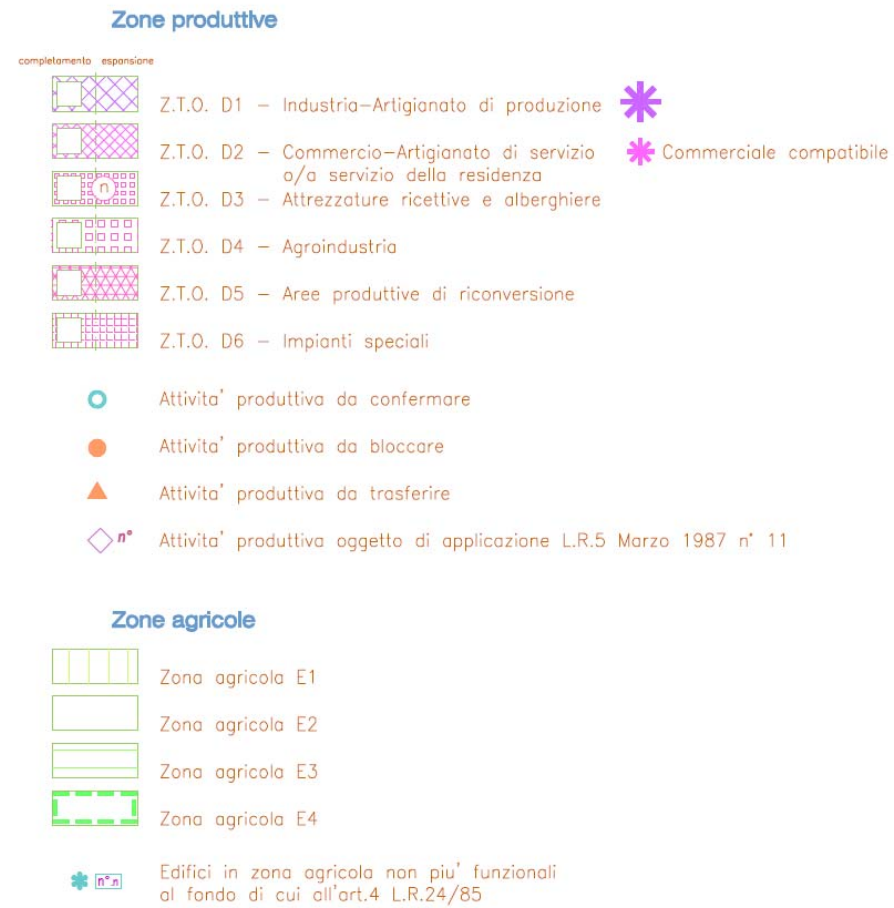 Zone produttive
completamento espansione
Z.T.O. D1 – Industria-Artigianato di produzione
Z.T.O. D2 – Commercio-Artigianato di servizio
o/a servizio della residenza
Commerciale compatibile
n
Z.T.O. D3 – Attrezzature ricettive e alberghiere
Z.T.O. D4 – Agroindustria
Z.T.O. D5 – Aree produttive di riconversione
Z.T.O. D6 – Impianti speciali
Attivita' produttiva da confermare
Attivita' produttiva da bloccare
Attivita' produttiva da trasferire
n° Attivita' produttiva oggetto di applicazione L.R.5 Marzo 1987 n° 11
Zone agricole
Zona agricola E1
Zona agricola E2
Zona agricola E3
Zona agricola E4
n°.n Edifici in zona agricola non piu' funzionali
al fondo di cui all'art.4 L.R.24/85